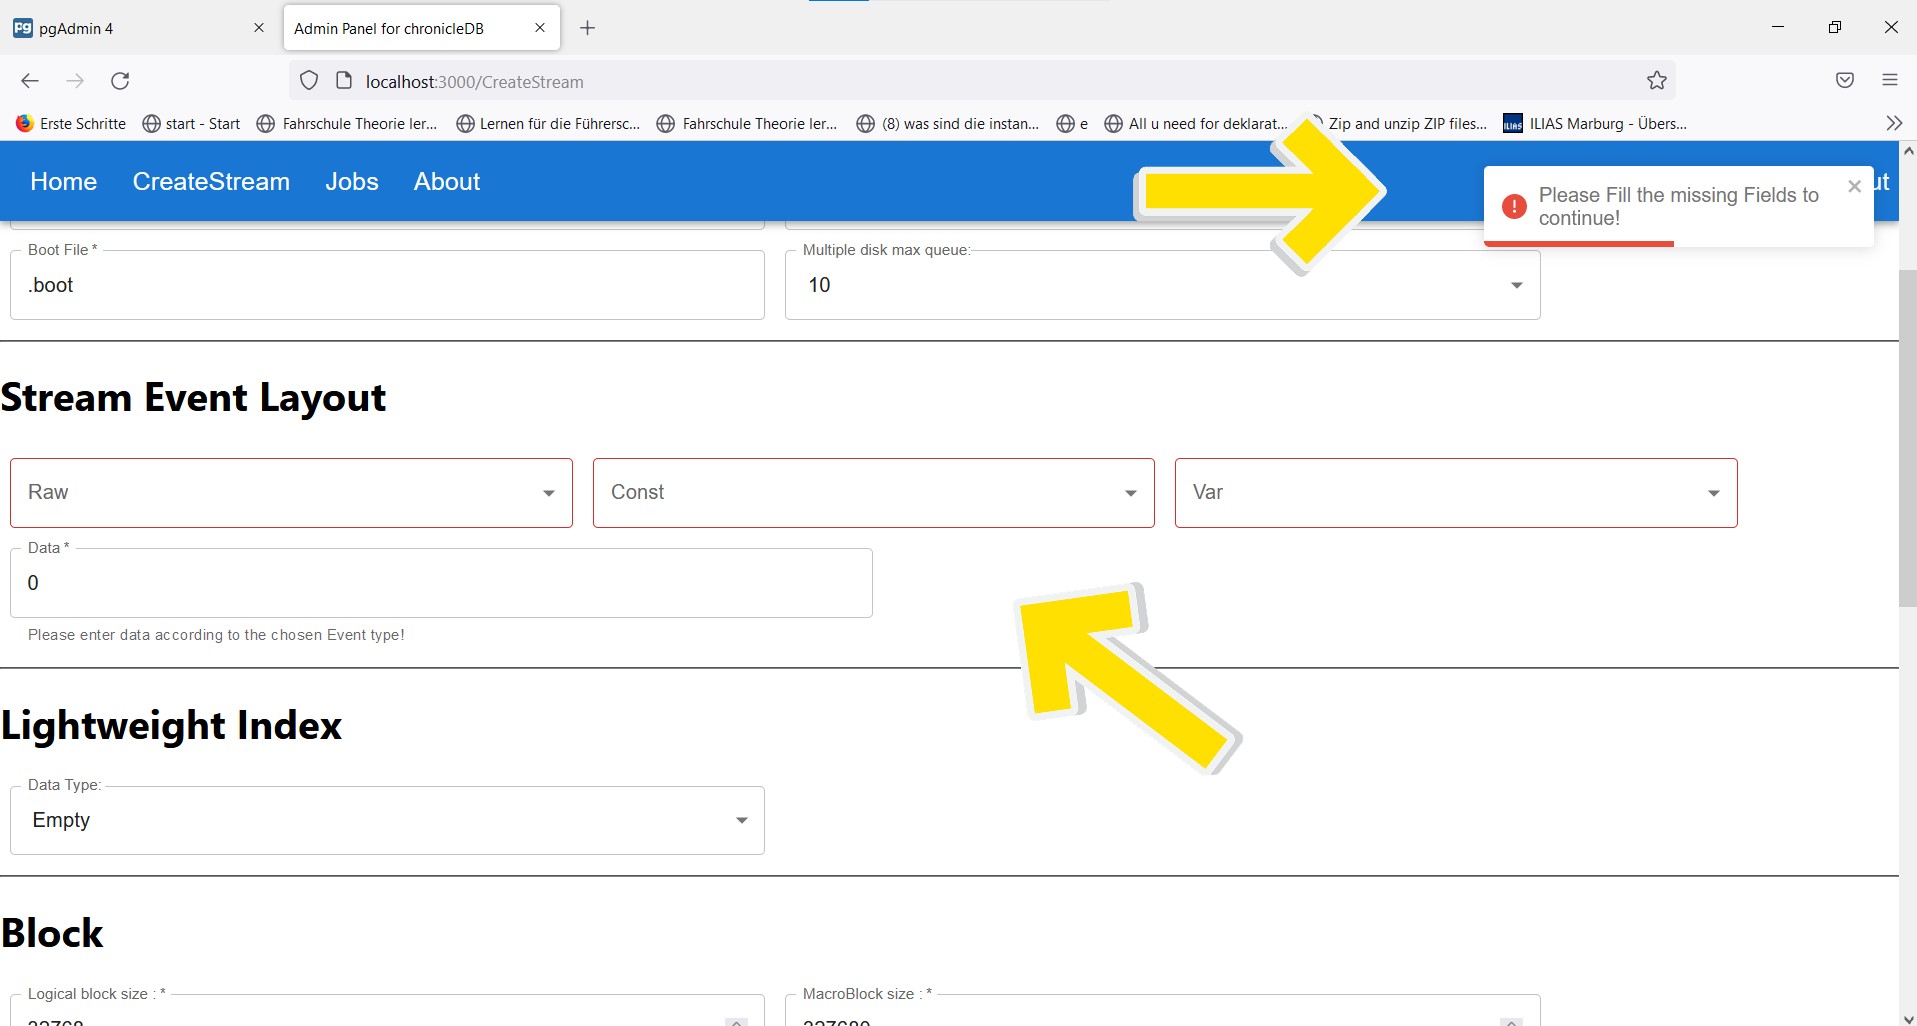 pgAdmin 4
Admin Panel for chronicleDB
localhost:3000/CreateStream
Erste Schritte
start - Start
Fahrschule Theorie ler...
Lernen für die Führersc...
Fahrschule Theorie ler...
(8) was sind die instan...
e
All u need for deklarat...
Zip and unzip ZIP files...
ILIAS
ILIAS Marburg - Übers...
Home
CreateStream
Jobs
About
ut
Please Fill the missing Fields to
continue!
Boot File *
.boot
Multiple disk max queue:
10
Stream Event Layout
Raw
Const
Var
Data *
0
Please enter data according to the chosen Event type!
Lightweight Index
Data Type:
Empty
Block
Logical block size : *
32768
MacroBlock size : *
327680